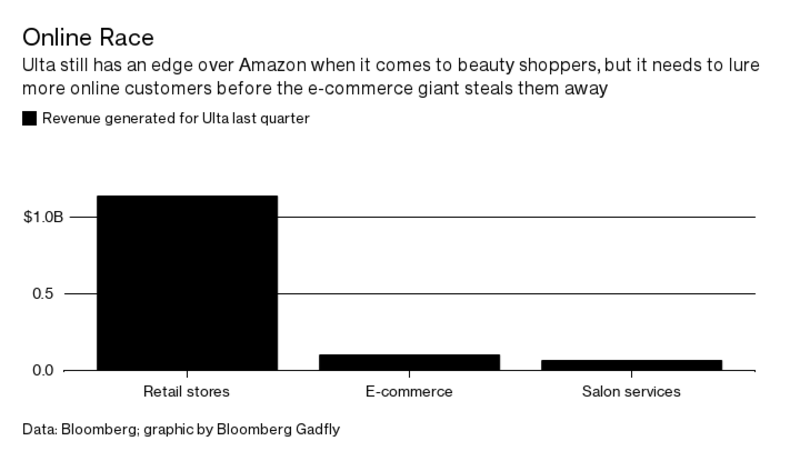 Online Race
Ulta still has an edge over Amazon when it comes to beauty shoppers, but it needs to lure
more online customers before the e-commerce giant steals them away
Revenue generated for Ulta last quarter
$1.0B
0.5
0.0
Retail stores
E-commerce
Salon services
Data: Bloomberg; graphic by Bloomberg Gadfly